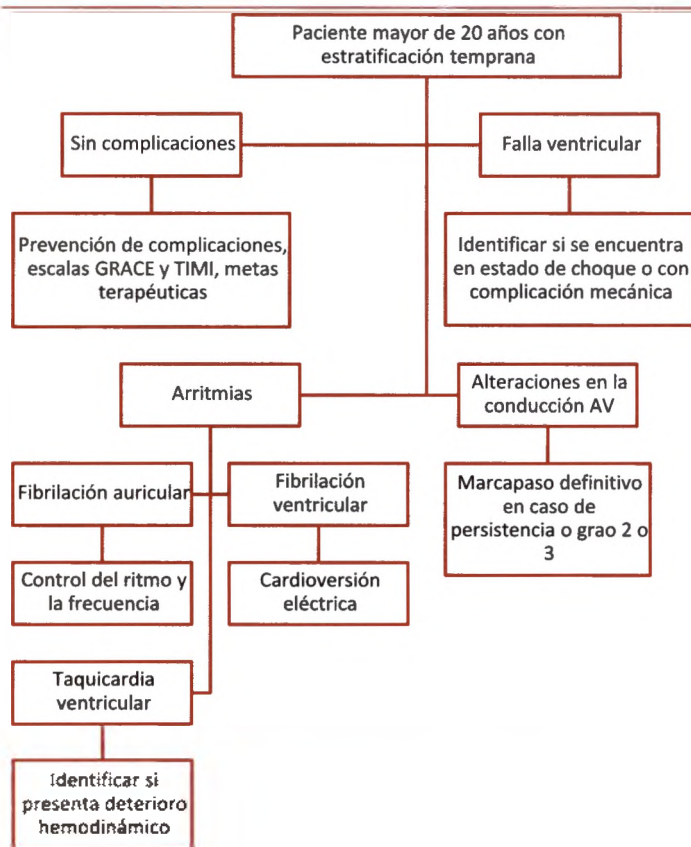 Paciente mayor de 20 años con
estratificación temprana
Sin complicaciones
Falla ventricular
Prevención de complicaciones,
escalas GRACE y TIMI, metas
terapéuticas
Identificar si se encuentra
en estado de choque o con
complicación mecánica
Arritmias
Alteraciones en la
conducción AV
Fibrilación auricular
Fibrilación
ventricular
Marcapaso definitivo
en caso de
persistencia o grao 2 o
3
Control del ritmo y
la frecuencia
Cardioversión
eléctrica
Taquicardia
ventricular
Identificar si
presenta deterioro
hemodinámico